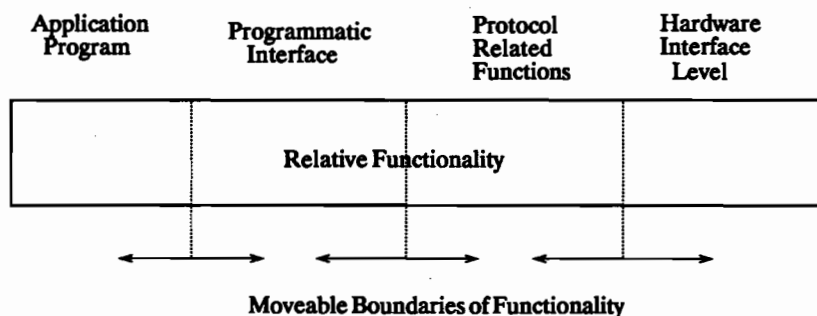 Application
Program
Programmatic
Interface
Protocol
Related
Functions
Hardware
Interface
Level
Relative Functionality
Moveable Boundaries of Functionality